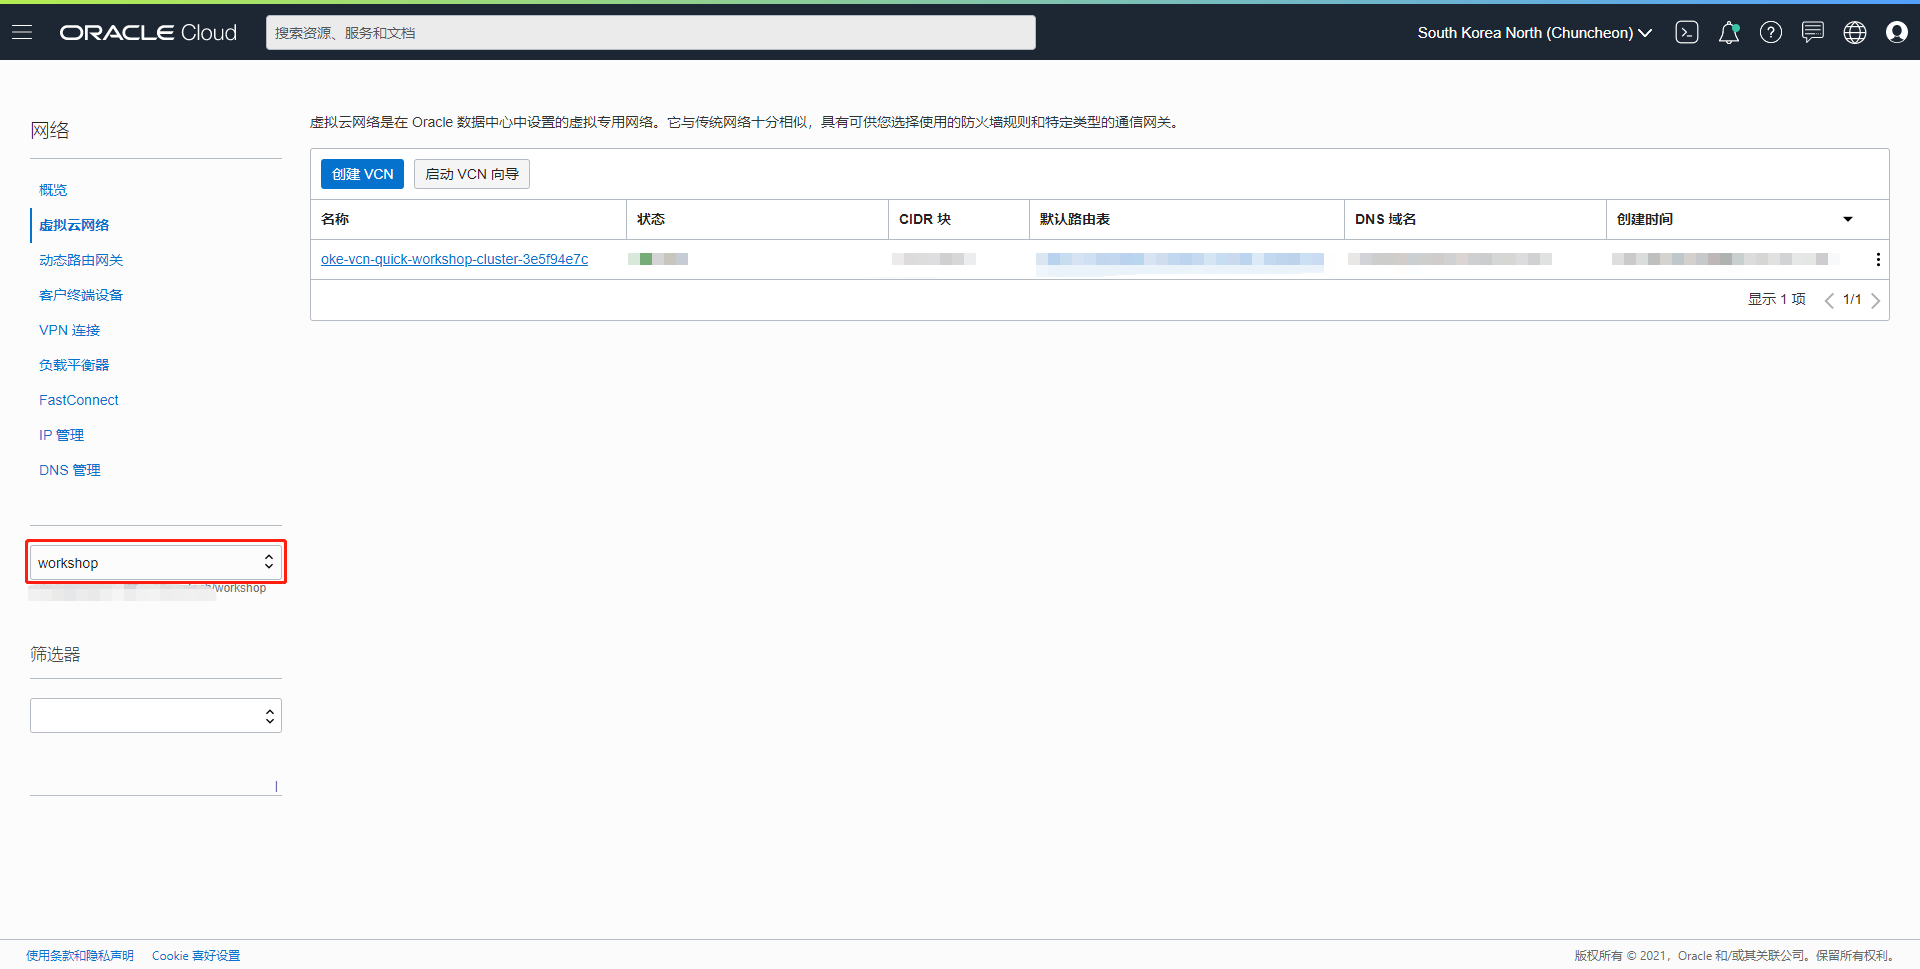 ORACLE Cloud
搜索资源、服务和文档
South Korea North (Chuncheon)
网络
概览
虚拟云网络
动态路由网关
客户终端设备
VPN 连接
负载平衡器
FastConnect
IP 管理
DNS 管理
workshop
/workshop
筛选器
虚拟云网络是在 Oracle 数据中心中设置的虚拟专用网络。它与传统网络十分相似，具有可供您选择使用的防火墙规则和特定类型的通信网关。
创建 VCN 启动 VCN 向导
名称 状态 CIDR 块 默认路由表 DNS 域名 创建时间
oke-vcn-quick-workshop-cluster-3e5f94e7c
显示 1 项 1/1
使用条款和隐私声明 Cookie 喜好设置
版权所有 © 2021，Oracle 和/或其关联公司。保留所有权利。